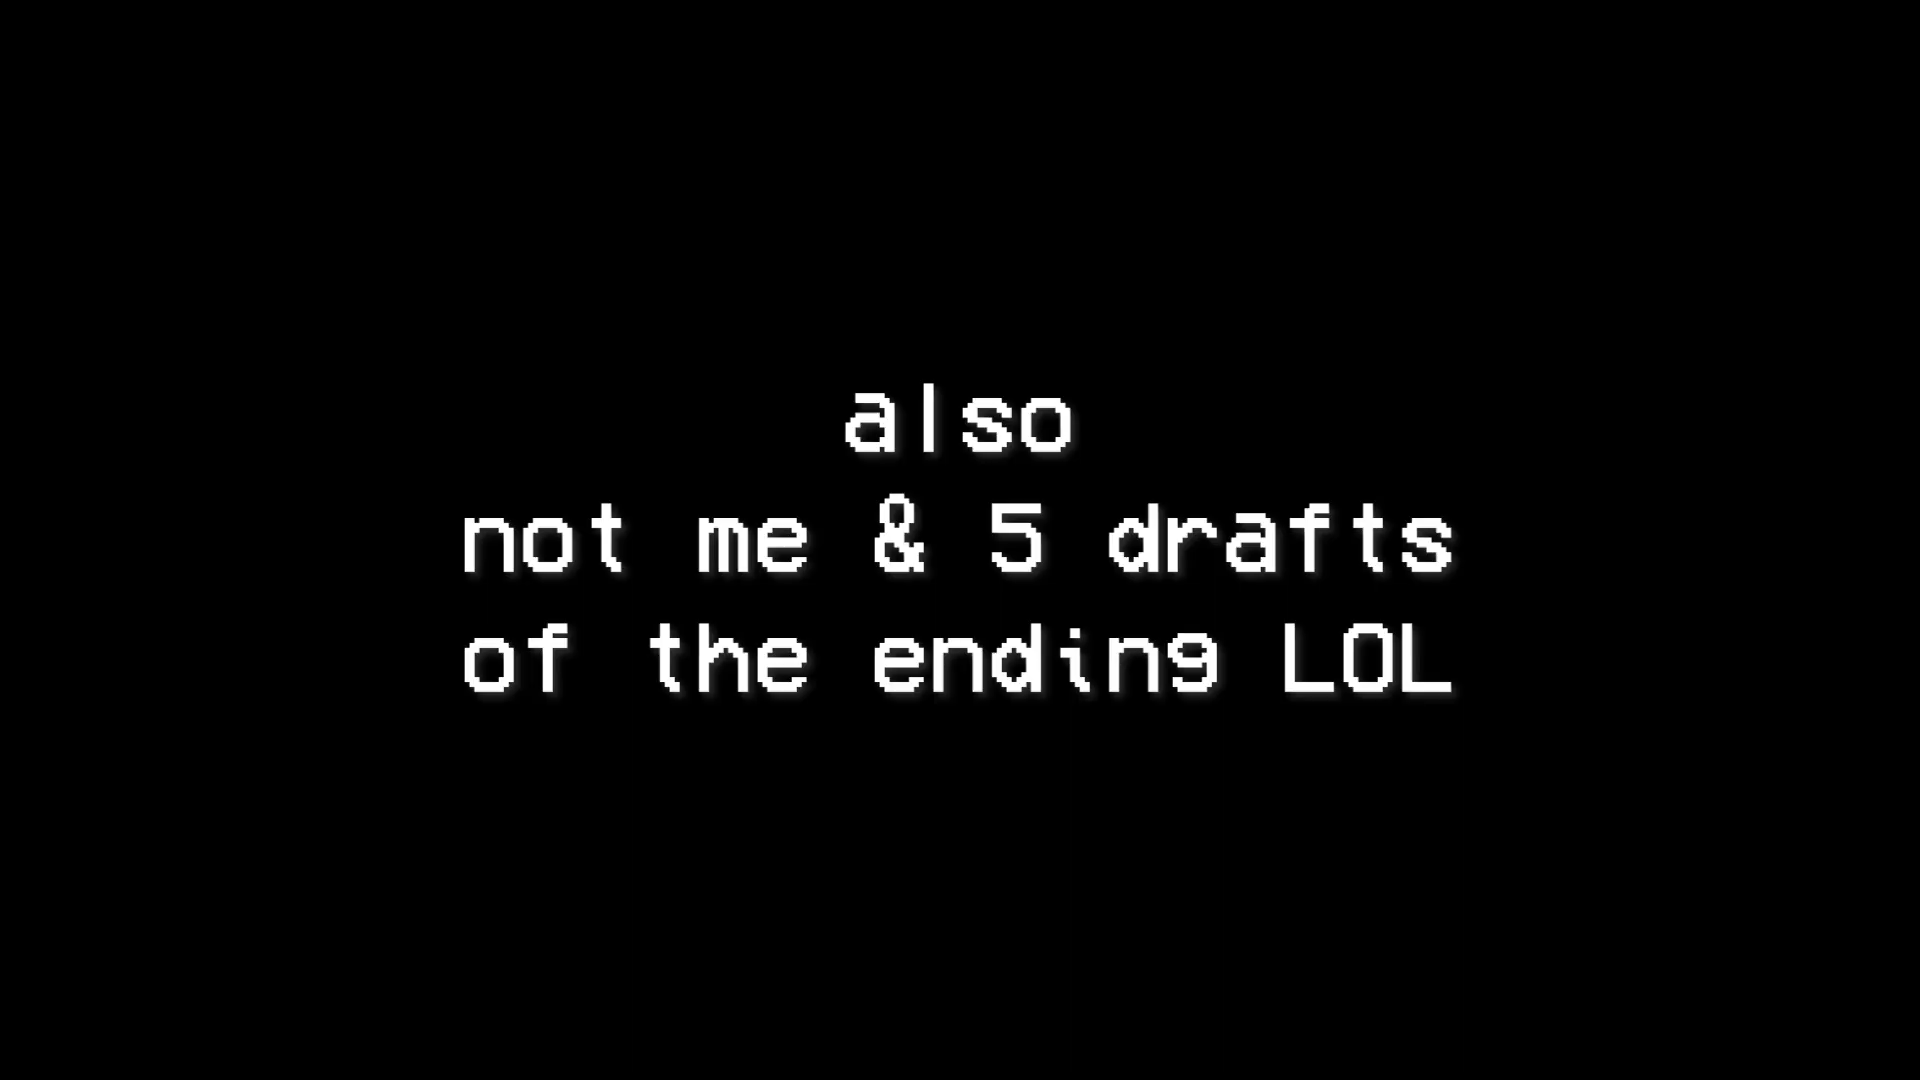 also
not me & 5 drafts
of the ending LOL